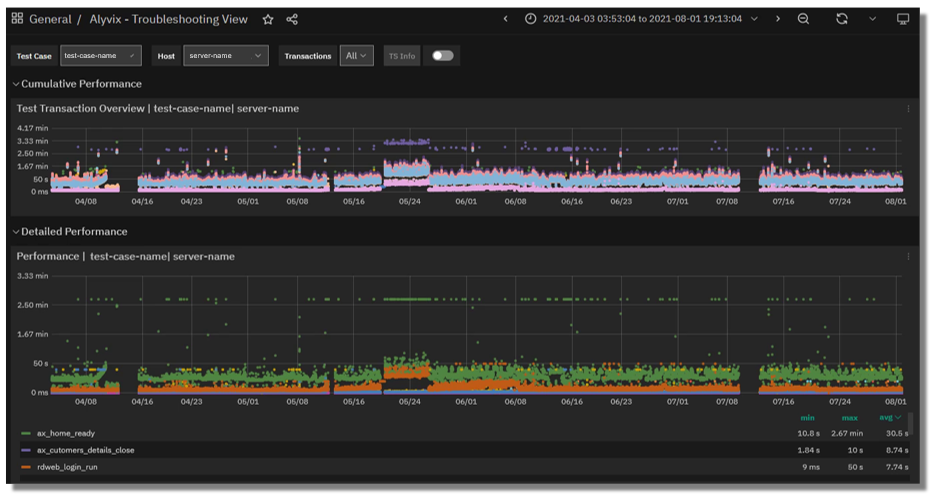 General / Alyvix - Troubleshooting View 2021-04-03 03:53:04 to 2021-08-01 19:13:04
Test Case test-case-name Host server-name Transactions All TS Info
Cumulative Performance
Test Transaction Overview | test-case-name| server-name
4.17 min
3.33 min
2.50 min
1.67 min
50 s
0 ms
04/08 04/16 04/23 05/01 05/08 05/16 05/24 06/01 06/08 06/16 06/23 07/01 07/08 07/16 07/24 08/01
Detailed Performance
Performance | test-case-name| server-name
3.33 min
2.50 min
1.67 min
50 s
0 ms
04/08 04/16 04/23 05/01 05/08 05/16 05/24 06/01 06/08 06/16 06/23 07/01 07/08 07/16 07/24 08/01
min max avg
ax_home_ready 10.8 s 2.67 min 30.5 s
ax_cutomers_details_close 1.84 s 10 s 8.74 s
rdweb_login_run 9 ms 50 s 7.74 s